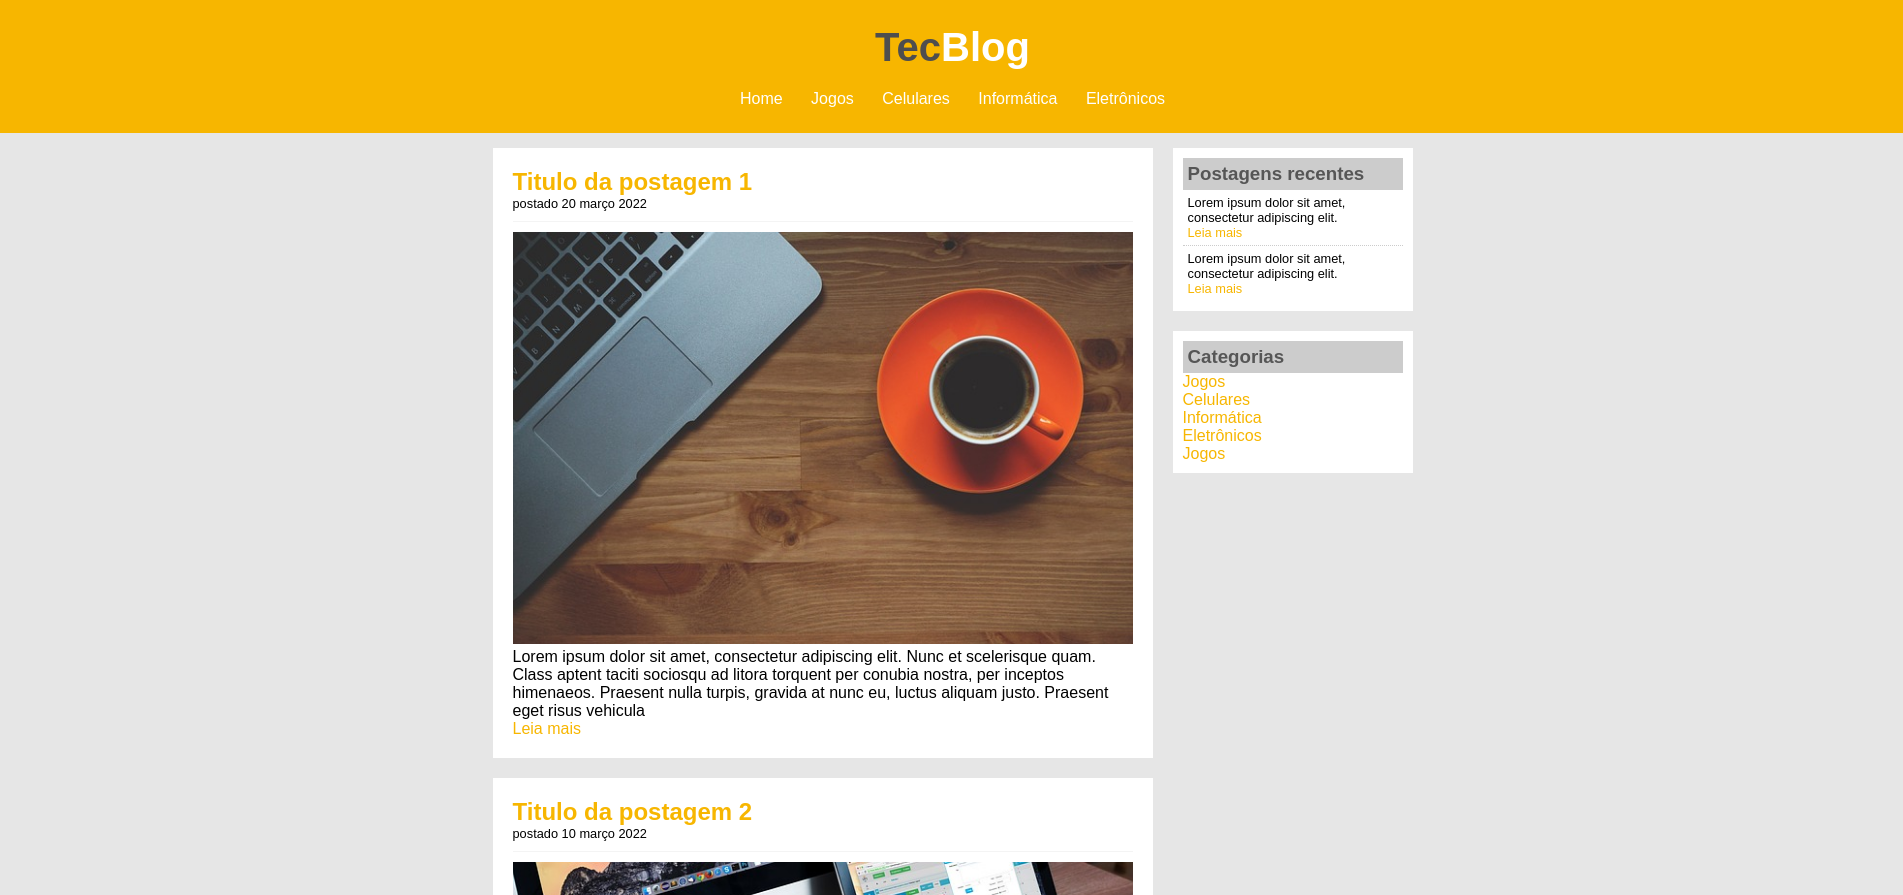 TecBlog
Home Jogos Celulares Informática Eletrônicos
Titulo da postagem 1
postado 20 março 2022
Lorem ipsum dolor sit amet, consectetur adipiscing elit. Nunc et scelerisque quam.
Class aptent taciti sociosqu ad litora torquent per conubia nostra, per inceptos
himenaeos. Praesent nulla turpis, gravida at nunc eu, luctus aliquam justo. Praesent
eget risus vehicula
Leia mais
Titulo da postagem 2
postado 10 março 2022
Postagens recentes
Lorem ipsum dolor sit amet,
consectetur adipiscing elit.
Leia mais
Lorem ipsum dolor sit amet,
consectetur adipiscing elit.
Leia mais
Categorias
Jogos
Celulares
Informática
Eletrônicos
Jogos